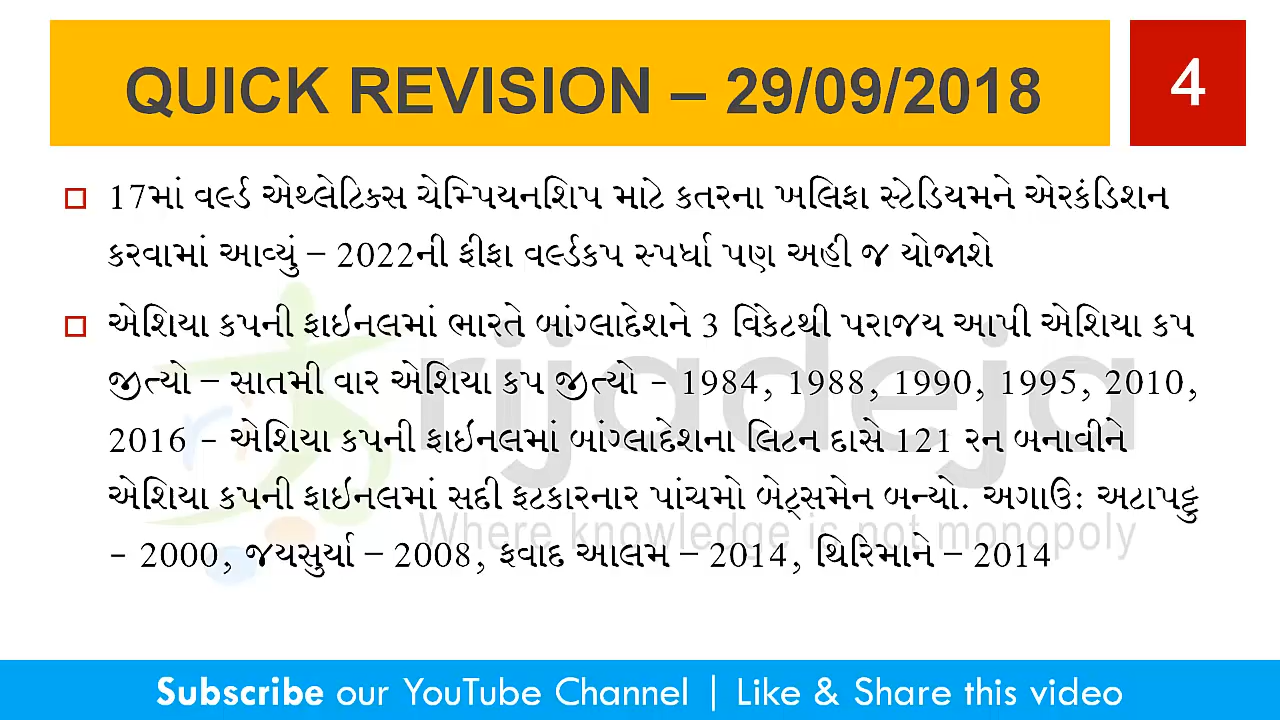 QUICK REVISION – 29/09/2018
4
17માં વર્લ્ડ એથ્લેટિક્સ ચેમ્પિયનશિપ માટે કતરના ખલિફા સ્ટેડિયમને એરકંડિશન
કરવામાં આવ્યું – 2022ની ફીફા વર્લ્ડકપ સ્પર્ધા પણ અહી જ યોજાશે
એશિયા કપની ફાઇનલમાં ભારતે બાંગ્લાદેશને 3 વિકેટથી પરાજય આપી એશિયા કપ
જીત્યો – સાતમી વાર એશિયા કપ જીત્યો - 1984, 1988, 1990, 1995, 2010,
2016 - એશિયા કપની ફાઇનલમાં બાંગ્લાદેશના લિટન દાસે 121 રન બનાવીને
એશિયા કપની ફાઇનલમાં સદી ફટકારનાર પાંચમો બેટ્સમેન બન્યો. અગાઉઃ અટાપટ્ટુ
- 2000, જયસુર્યા – 2008, ફવાદ આલમ – 2014, થિરિમાને – 2014
rijadeja
Where knowledge is not monopoly
Subscribe our YouTube Channel | Like & Share this video